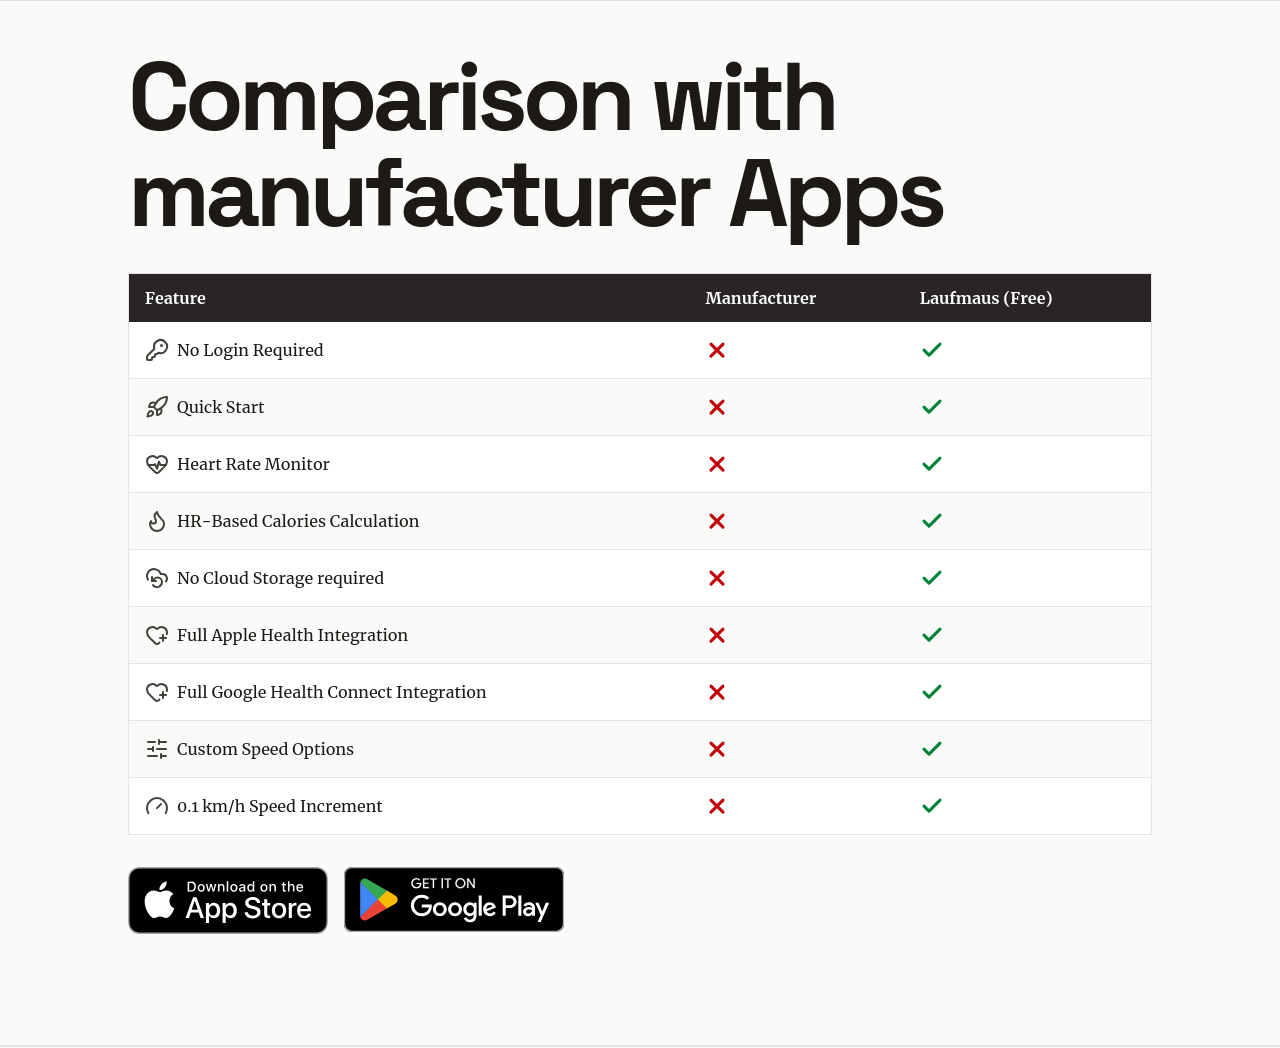 Comparison with
manufacturer Apps
Feature Manufacturer Laufmaus (Free)
No Login Required
Quick Start
Heart Rate Monitor
HR-Based Calories Calculation
No Cloud Storage required
Full Apple Health Integration
Full Google Health Connect Integration
Custom Speed Options
0.1 km/h Speed Increment
Download on the
App Store
GET IT ON
Google Play